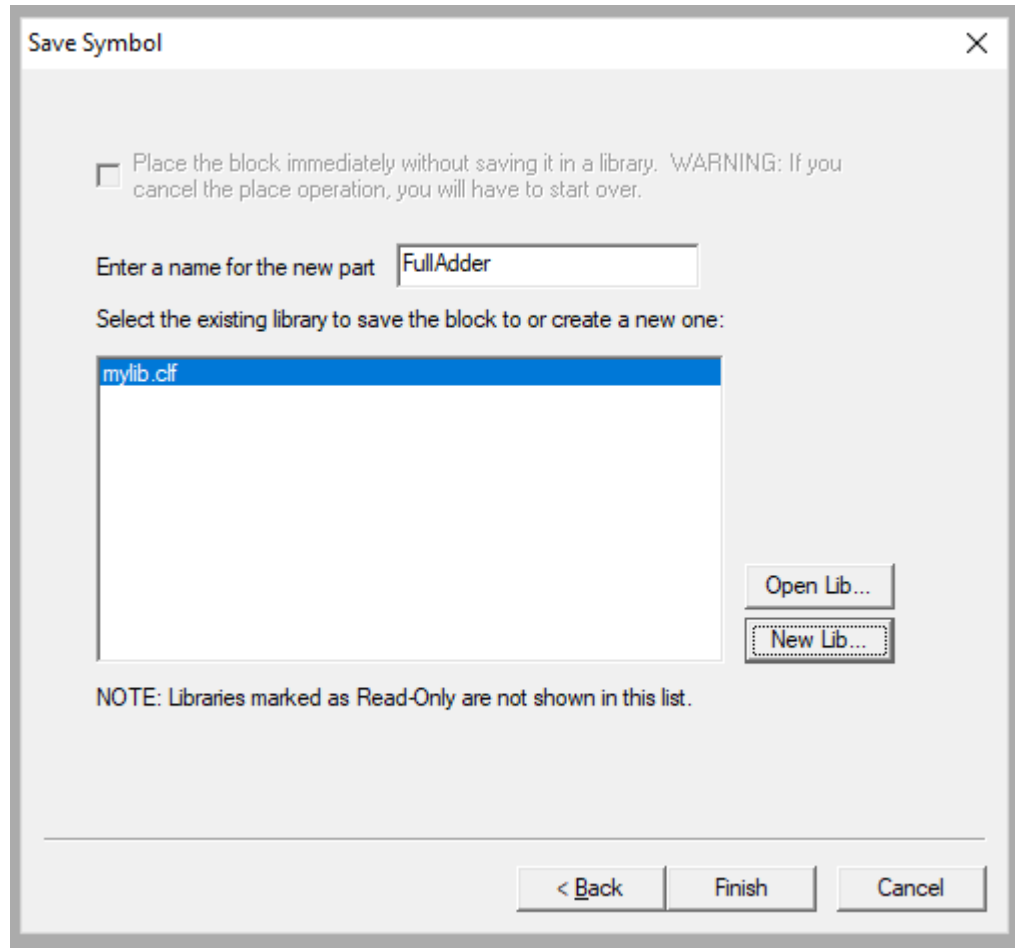 Save Symbol
Place the block immediately without saving it in a library.  WARNING: If you
cancel the place operation, you will have to start over.
Enter a name for the new part FullAdder
Select the existing library to save the block to or create a new one:
mylib.clf
Open Lib...
New Lib...
NOTE: Libraries marked as Read-Only are not shown in this list.
< Back Finish Cancel